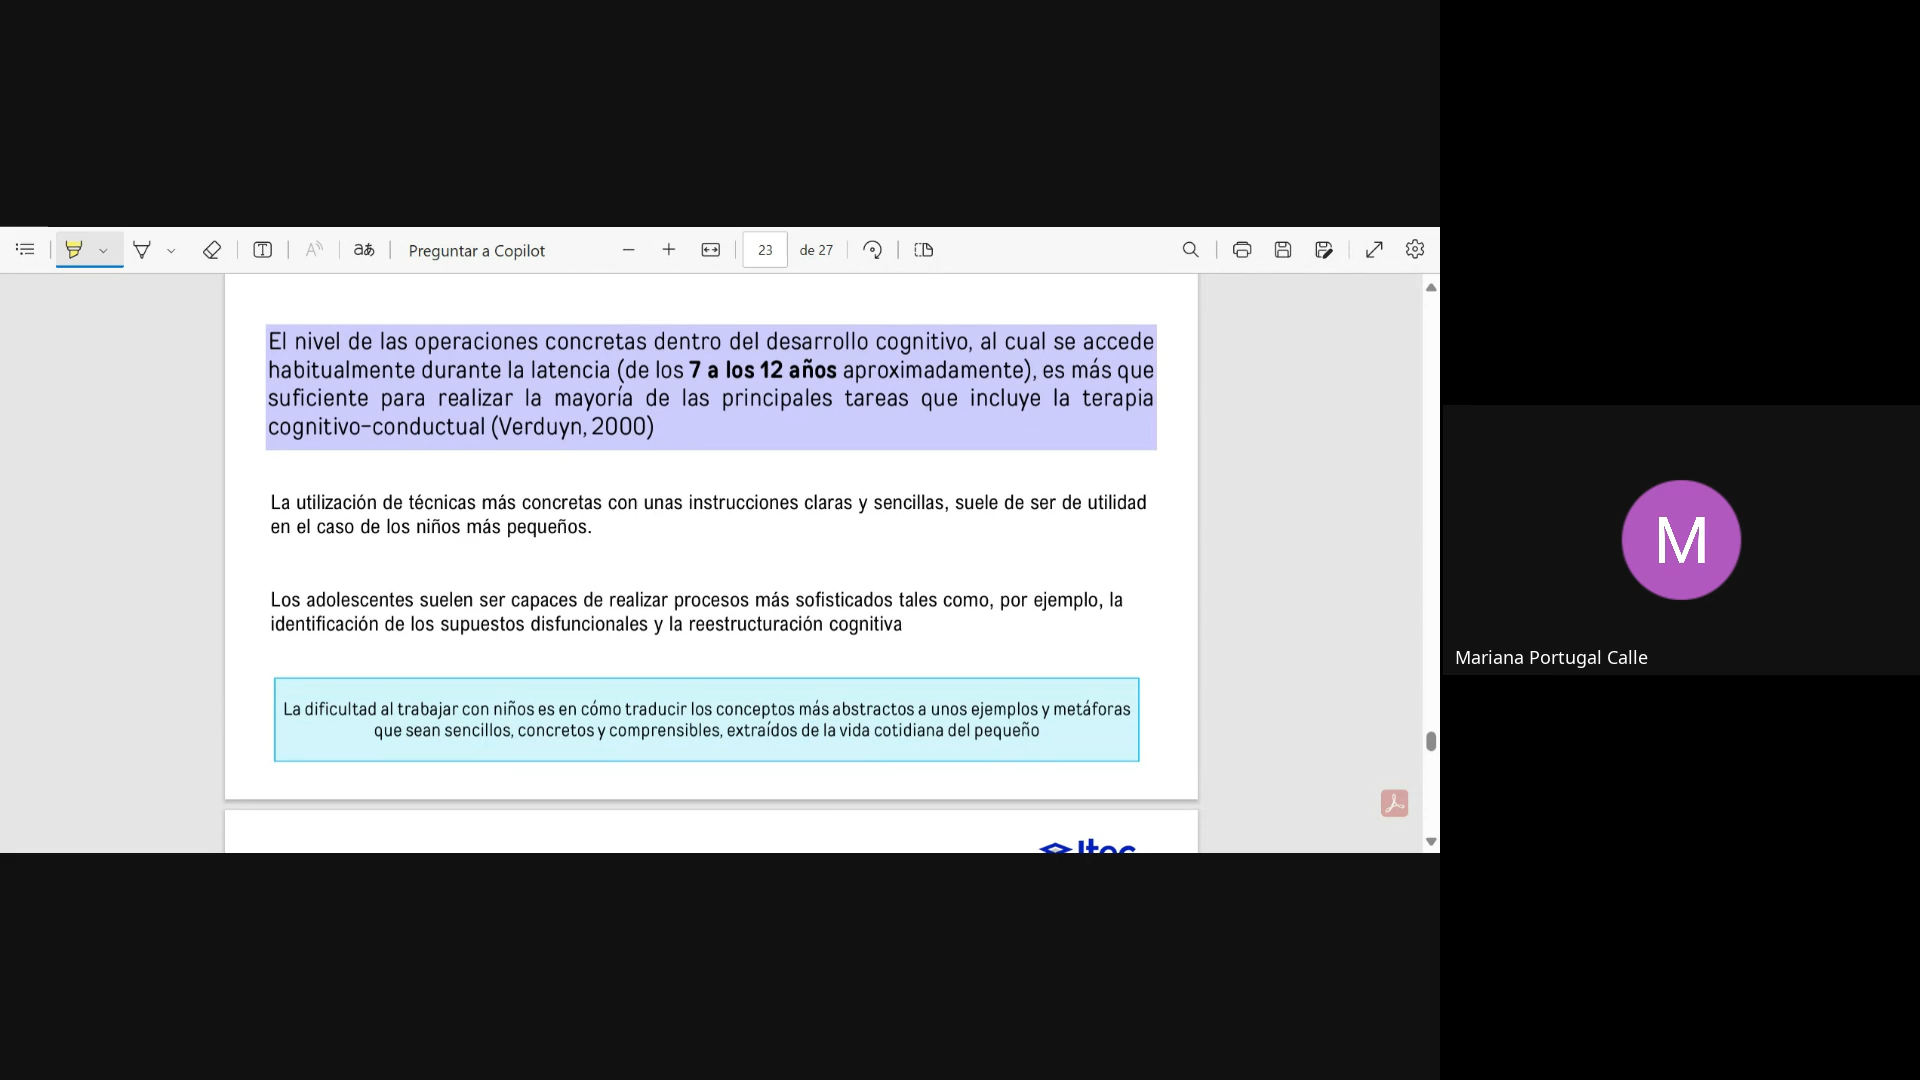 Preguntar a Copilot
23 de 27
El nivel de las operaciones concretas dentro del desarrollo cognitivo, al cual se accede
habitualmente durante la latencia (de los 7 a los 12 años aproximadamente), es más que
suficiente para realizar la mayoría de las principales tareas que incluye la terapia
cognitivo-conductual (Verduyn, 2000)
La utilización de técnicas más concretas con unas instrucciones claras y sencillas, suele de ser de utilidad
en el caso de los niños más pequeños.
Los adolescentes suelen ser capaces de realizar procesos más sofisticados tales como, por ejemplo, la
identificación de los supuestos disfuncionales y la reestructuración cognitiva
La dificultad al trabajar con niños es en cómo traducir los conceptos más abstractos a unos ejemplos y metáforas
que sean sencillos, concretos y comprensibles, extraídos de la vida cotidiana del pequeño
M
Mariana Portugal Calle